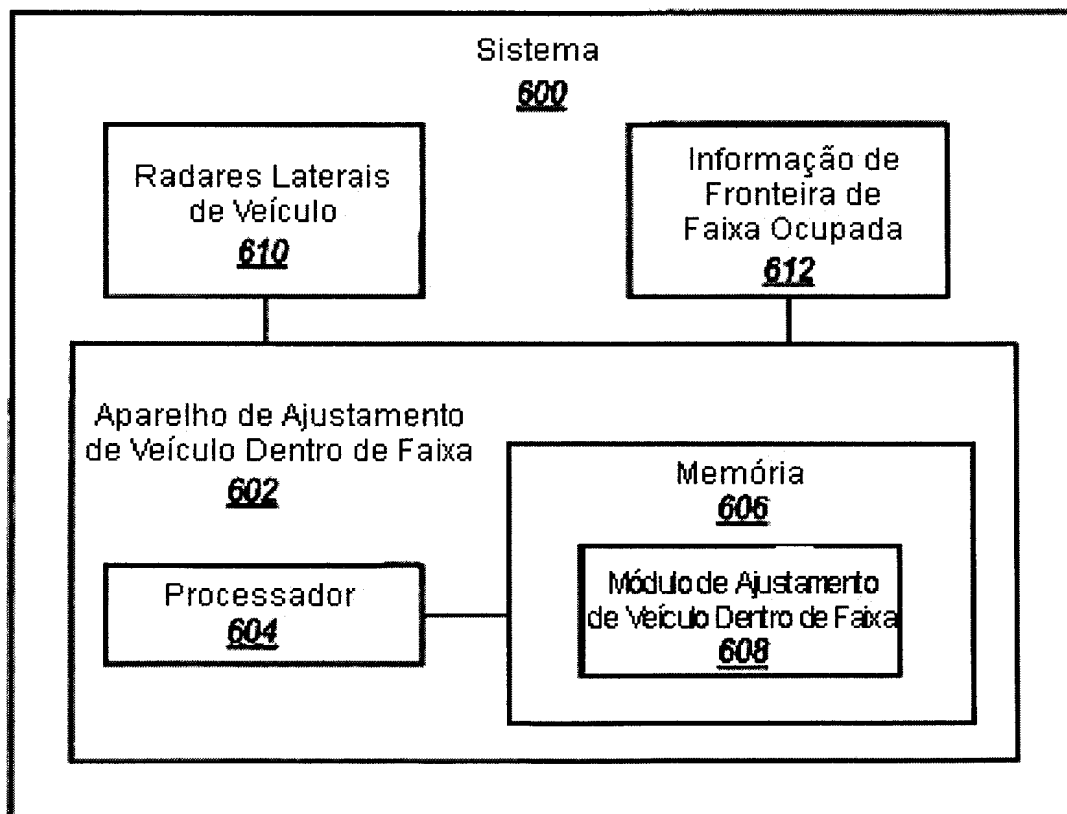 Sistema
600
Radares Laterais
de Veículo
610
Informação de
Fronteira de
Faixa Ocupada
612
Aparelho de Ajustamento
de Veículo Dentro de Faixa
602
Memória
606
Processador
604
Módulo de Ajustamento
de Veículo Dentro de Faixa
608